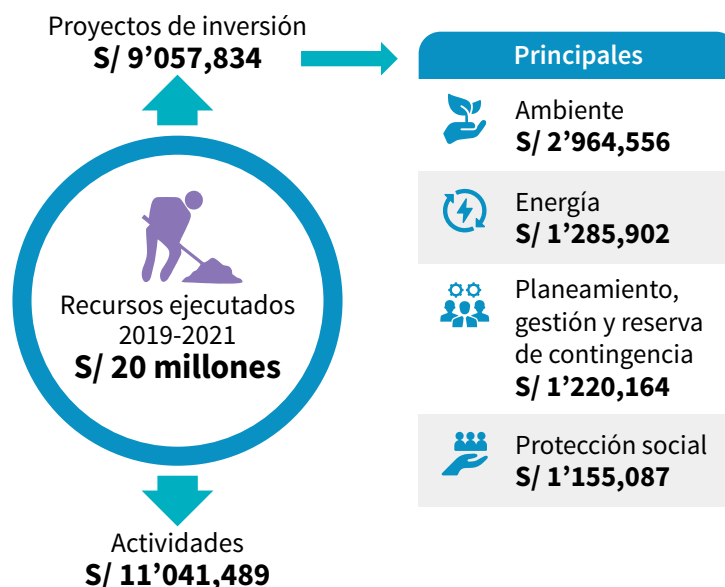 Proyectos de inversión
S/ 9’057,834
Recursos ejecutados
2019-2021
S/ 20 millones
Actividades
S/ 11’041,489
Principales
Ambiente
S/ 2’964,556
Energía
S/ 1’285,902
Planeamiento,
gestión y reserva
de contingencia
S/ 1’220,164
Protección social
S/ 1’155,087